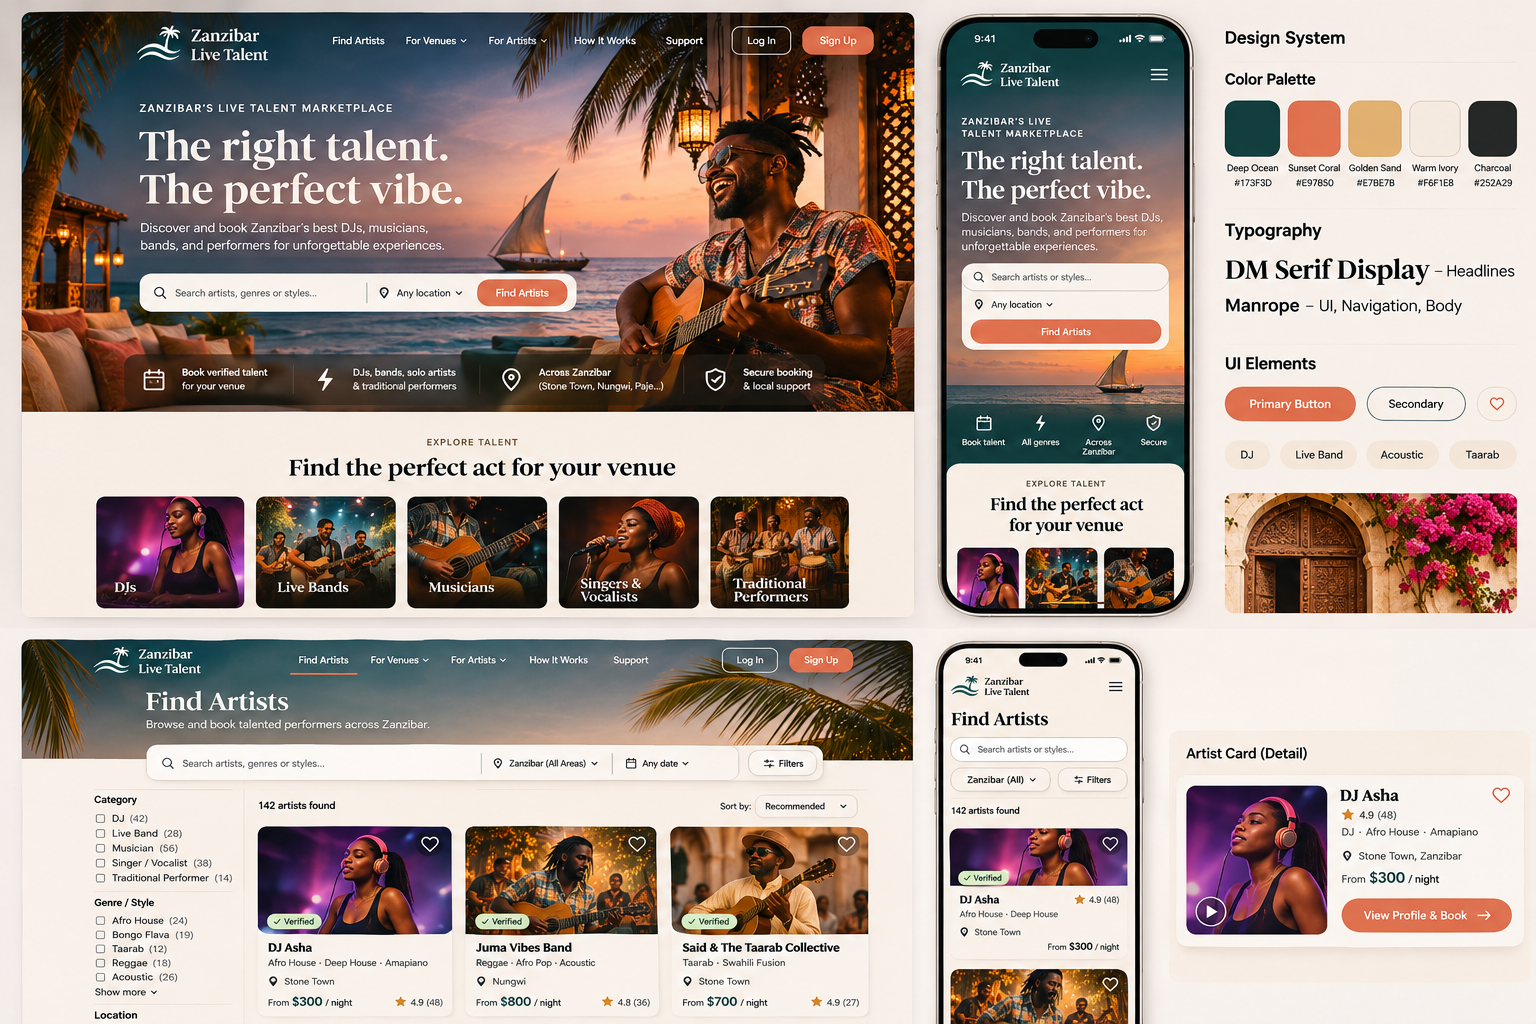 Zanzibar
Live Talent
Find Artists
For Venues
For Artists
How It Works
Support
Log In
Sign Up
ZANZIBAR'S LIVE TALENT MARKETPLACE
The right talent.
The perfect vibe.
Discover and book Zanzibar's best DJs, musicians,
bands, and performers for unforgettable experiences.
Search artists, genres or styles...
Any location
Find Artists
Book verified talent
for your venue
DJs, bands, solo artists
& traditional performers
Across Zanzibar
(Stone Town, Nungwi, Paje...)
Secure booking
& local support
EXPLORE TALENT
Find the perfect act for your venue
DJs
Live Bands
Musicians
Singers &
Vocalists
Traditional
Performers
9:41
Zanzibar
Live Talent
ZANZIBAR'S LIVE
TALENT MARKETPLACE
The right talent.
The perfect vibe.
Discover and book Zanzibar's best DJs,
musicians, bands, and performers for
unforgettable experiences.
Search artists or styles...
Any location
Find Artists
Book talent
All genres
Across
Zanzibar
Secure
EXPLORE TALENT
Find the perfect act
for your venue
Design System
Color Palette
Deep Ocean
#173F3D
Sunset Coral
#E97850
Golden Sand
#E7BE7B
Warm Ivory
#F6F1E8
Charcoal
#252A29
Typography
DM Serif Display – Headlines
Manrope – UI, Navigation, Body
UI Elements
Primary Button
Secondary
DJ
Live Band
Acoustic
Taarab
Zanzibar
Live Talent
Find Artists
For Venues
For Artists
How It Works
Support
Log In
Sign Up
Find Artists
Browse and book talented performers across Zanzibar.
Search artists, genres or styles...
Zanzibar (All Areas)
Any date
Filters
Category
DJ (42)
Live Band (28)
Musician (56)
Singer / Vocalist (38)
Traditional Performer (14)
Genre / Style
Afro House (24)
Bongo Flava (19)
Taarab (12)
Reggae (18)
Acoustic (26)
Show more
Location
142 artists found
Sort by: Recommended
✓ Verified
DJ Asha
Afro House · Deep House · Amapiano
Stone Town
From $300 / night
4.9 (48)
✓ Verified
Juma Vibes Band
Reggae · Afro Pop · Acoustic
Nungwi
From $800 / night
4.8 (36)
✓ Verified
Said & The Taarab Collective
Taarab · Swahili Fusion
Stone Town
From $700 / night
4.9 (27)
9:41
Zanzibar
Live Talent
Find Artists
Search artists or styles...
Zanzibar (All)
Filters
142 artists found
✓ Verified
DJ Asha
4.9 (48)
Afro House · Deep House
Stone Town
From $300 / night
Artist Card (Detail)
DJ Asha
4.9 (48)
DJ · Afro House · Amapiano
Stone Town, Zanzibar
From $300 / night
View Profile & Book →